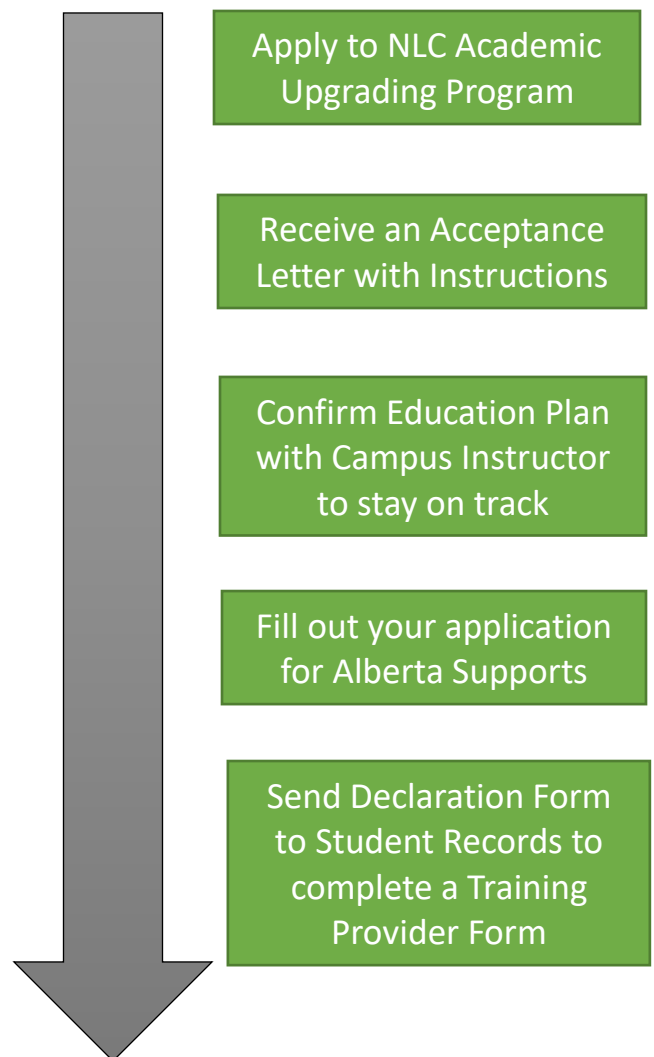 Apply to NLC Academic
Upgrading Program
Receive an Acceptance
Letter with Instructions
Confirm Education Plan
with Campus Instructor
to stay on track
Fill out your application
for Alberta Supports
Send Declaration Form
to Student Records to
complete a Training
Provider Form